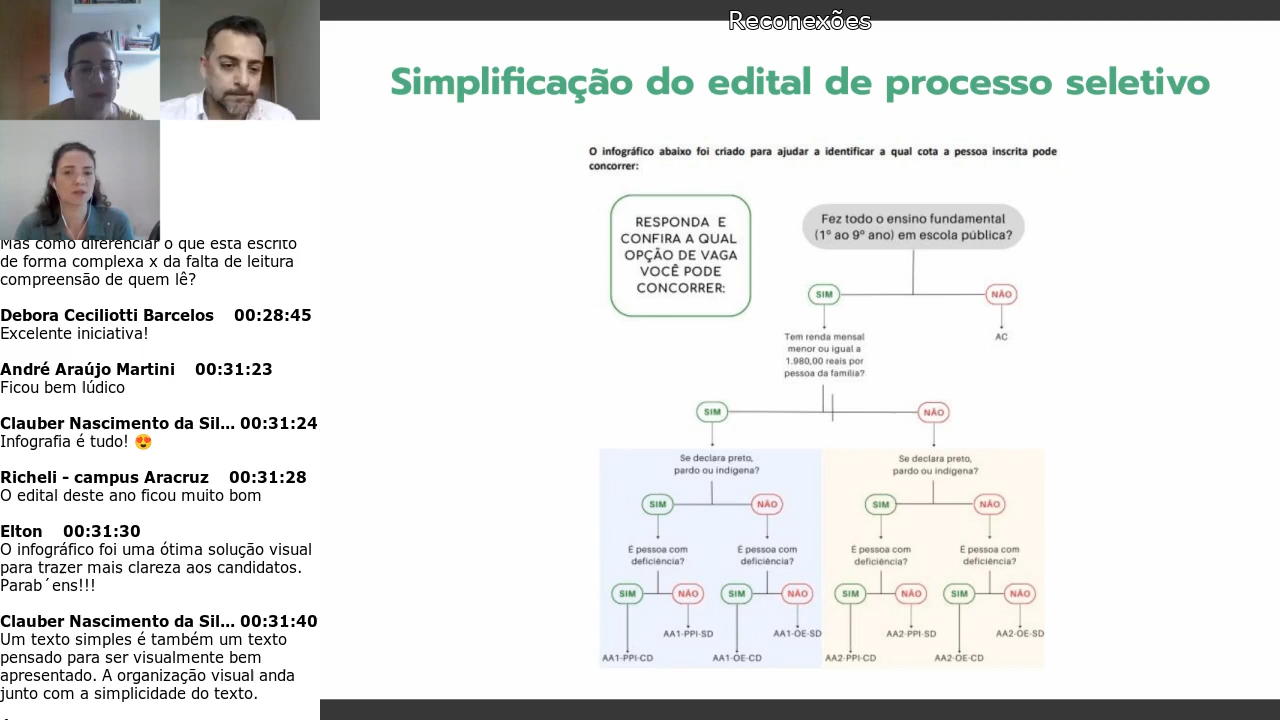 Reconexões
Simplificação do edital de processo seletivo
O infográfico abaixo foi criado para ajudar a identificar a qual cota a pessoa inscrita pode
concorrer:
RESPONDA E
CONFIRA A QUAL
OPÇÃO DE VAGA
VOCÊ PODE
CONCORRER:
Fez todo o ensino fundamental
(1º ao 9º ano) em escola pública?
SIM
NÃO
Tem renda mensal
menor ou igual a
1.980,00 reais por
pessoa da família?
AC
SIM
NÃO
Se declara preto,
pardo ou indígena?
Se declara preto,
pardo ou indígena?
SIM
NÃO
SIM
NÃO
É pessoa com
deficiência?
É pessoa com
deficiência?
É pessoa com
deficiência?
É pessoa com
deficiência?
SIM
NÃO
SIM
NÃO
SIM
NÃO
SIM
NÃO
AA1-PPI-SD
AA1-OE-SD
AA2-PPI-SD
AA2-OE-SD
AA1-PPI-CD
AA1-OE-CD
AA2-PPI-CD
AA2-OE-CD
Mas como diferenciar o que está escrito
de forma complexa x da falta de leitura
compreensão de quem lê?
Debora Ceciliotti Barcelos 00:28:45
Excelente iniciativa!
André Araújo Martini 00:31:23
Ficou bem lúdico
Clauber Nascimento da Sil... 00:31:24
Infografia é tudo! 😍
Richeli - campus Aracruz 00:31:28
O edital deste ano ficou muito bom
Elton 00:31:30
O infográfico foi uma ótima solução visual
para trazer mais clareza aos candidatos.
Parab´ens!!!
Clauber Nascimento da Sil... 00:31:40
Um texto simples é também um texto
pensado para ser visualmente bem
apresentado. A organização visual anda
junto com a simplicidade do texto.